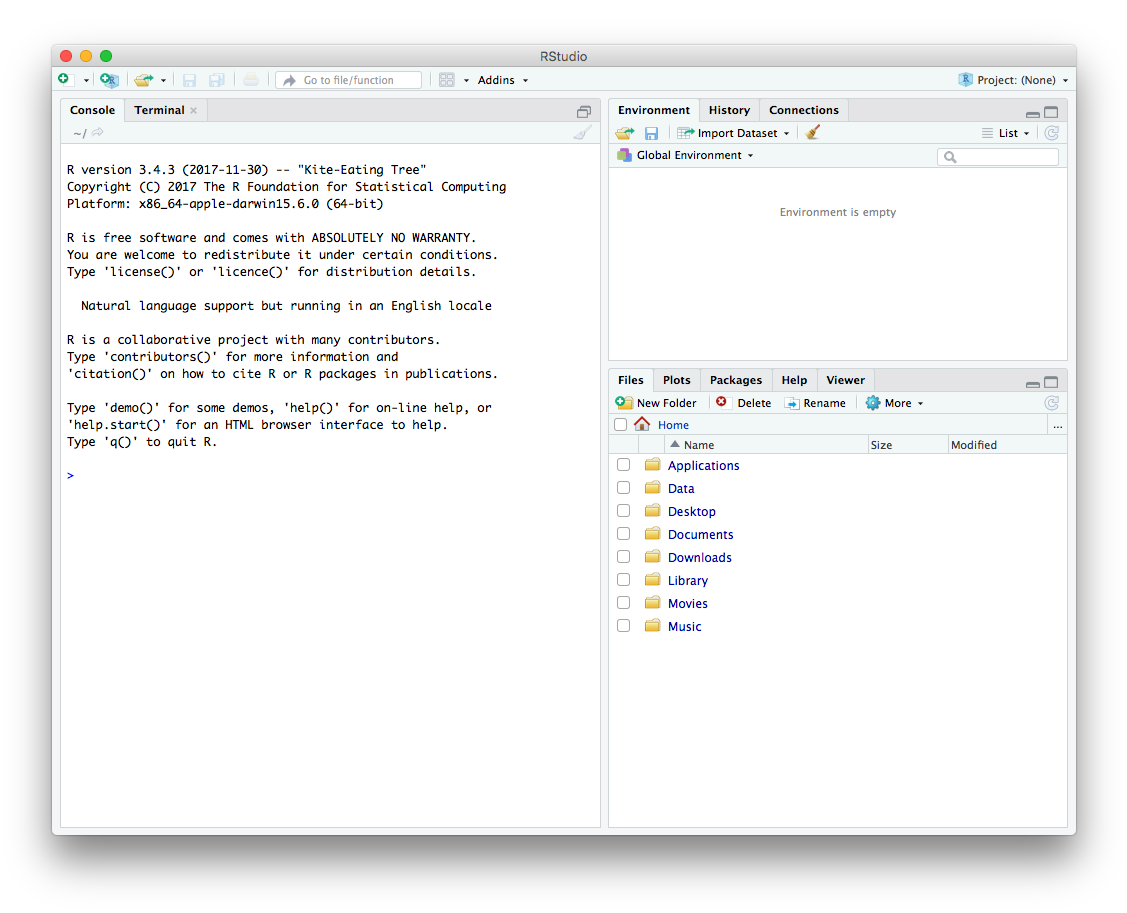 RStudio
Go to file/function
Addins
Project: (None)
Console
Terminal
~/
R version 3.4.3 (2017-11-30) -- "Kite-Eating Tree"
Copyright (C) 2017 The R Foundation for Statistical Computing
Platform: x86_64-apple-darwin15.6.0 (64-bit)
R is free software and comes with ABSOLUTELY NO WARRANTY.
You are welcome to redistribute it under certain conditions.
Type 'license()' or 'licence()' for distribution details.
Natural language support but running in an English locale
R is a collaborative project with many contributors.
Type 'contributors()' for more information and
'citation()' on how to cite R or R packages in publications.
Type 'demo()' for some demos, 'help()' for on-line help, or
'help.start()' for an HTML browser interface to help.
Type 'q()' to quit R.
>
Environment History Connections
Import Dataset List
Global Environment
Environment is empty
Files Plots Packages Help Viewer
New Folder Delete Rename More
Home ...
Name Size Modified
Applications
Data
Desktop
Documents
Downloads
Library
Movies
Music